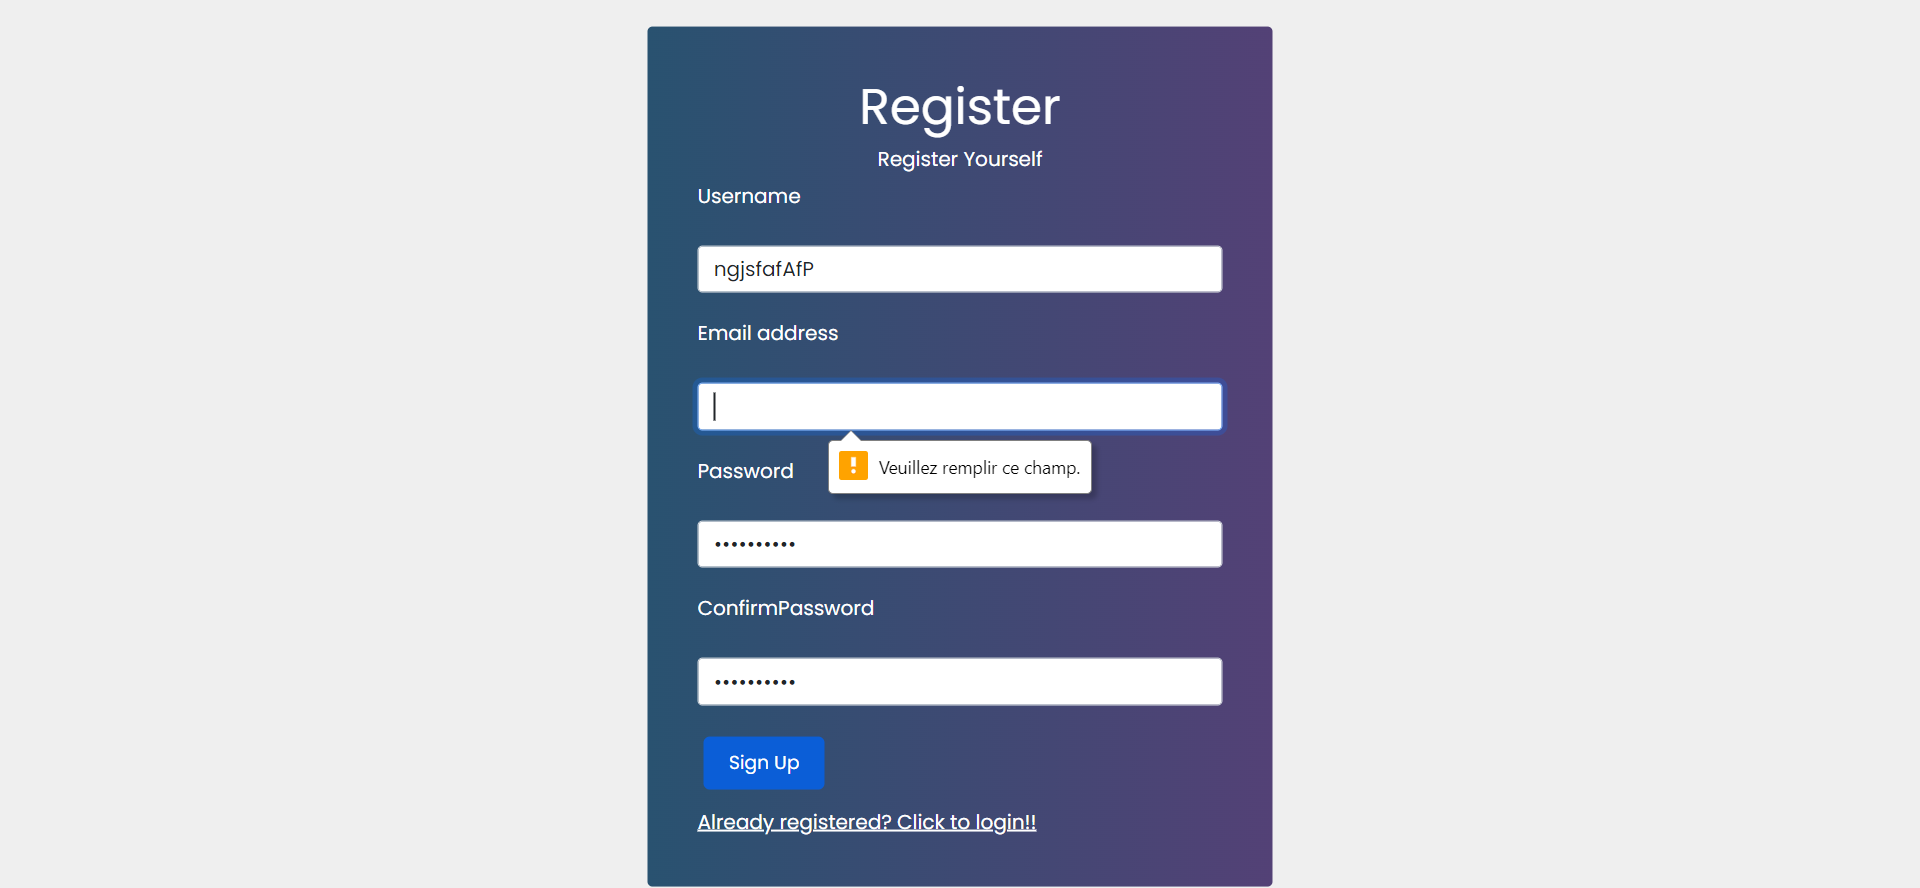 Register
Register Yourself
Username
ngjsfafAfP
Email address
Veuillez remplir ce champ.
Password
••••••••••
ConfirmPassword
••••••••••
Sign Up
Already registered? Click to login!!